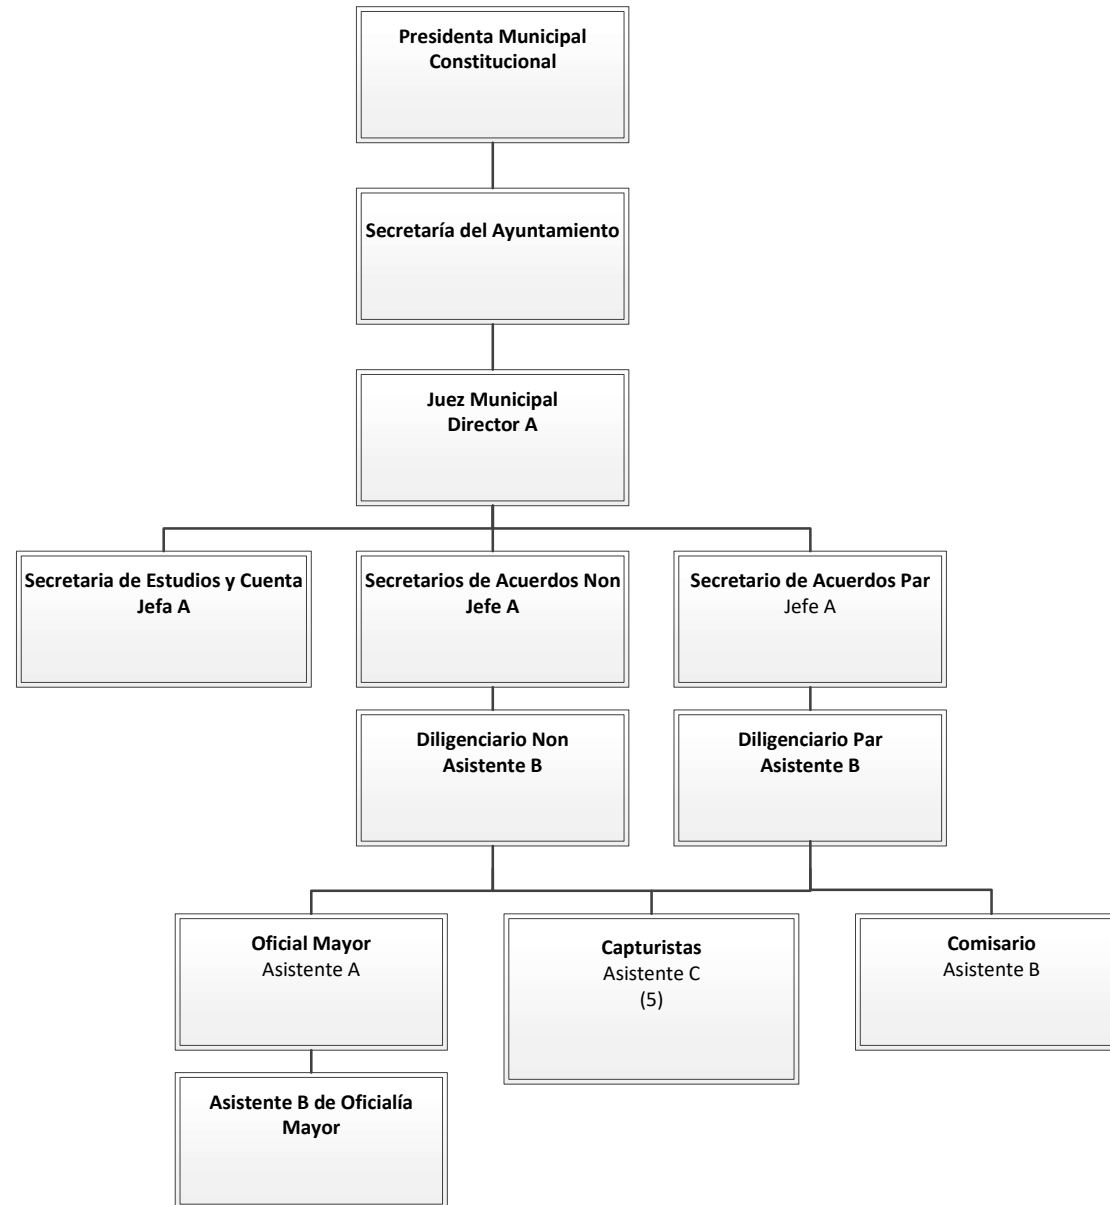 Presidenta Municipal
Constitucional
Secretaría del Ayuntamiento
Juez Municipal
Director A
Secretaria de Estudios y Cuenta
Jefa A
Secretarios de Acuerdos Non
Jefe A
Secretario de Acuerdos Par
Jefe A
Diligenciario Non
Asistente B
Diligenciario Par
Asistente B
Oficial Mayor
Asistente A
Capturistas
Asistente C
(5)
Comisario
Asistente B
Asistente B de Oficialía
Mayor